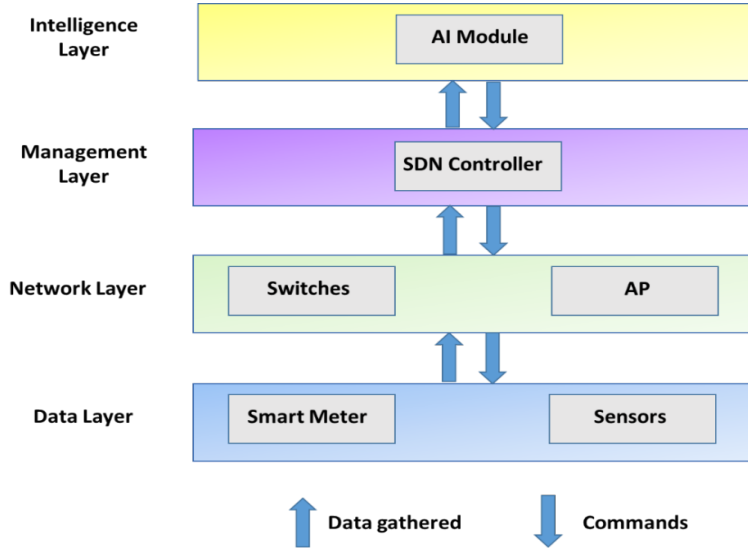 Intelligence
Layer
AI Module
Management
Layer
SDN Controller
Network Layer
Switches
AP
Data Layer
Smart Meter
Sensors
Data gathered
Commands